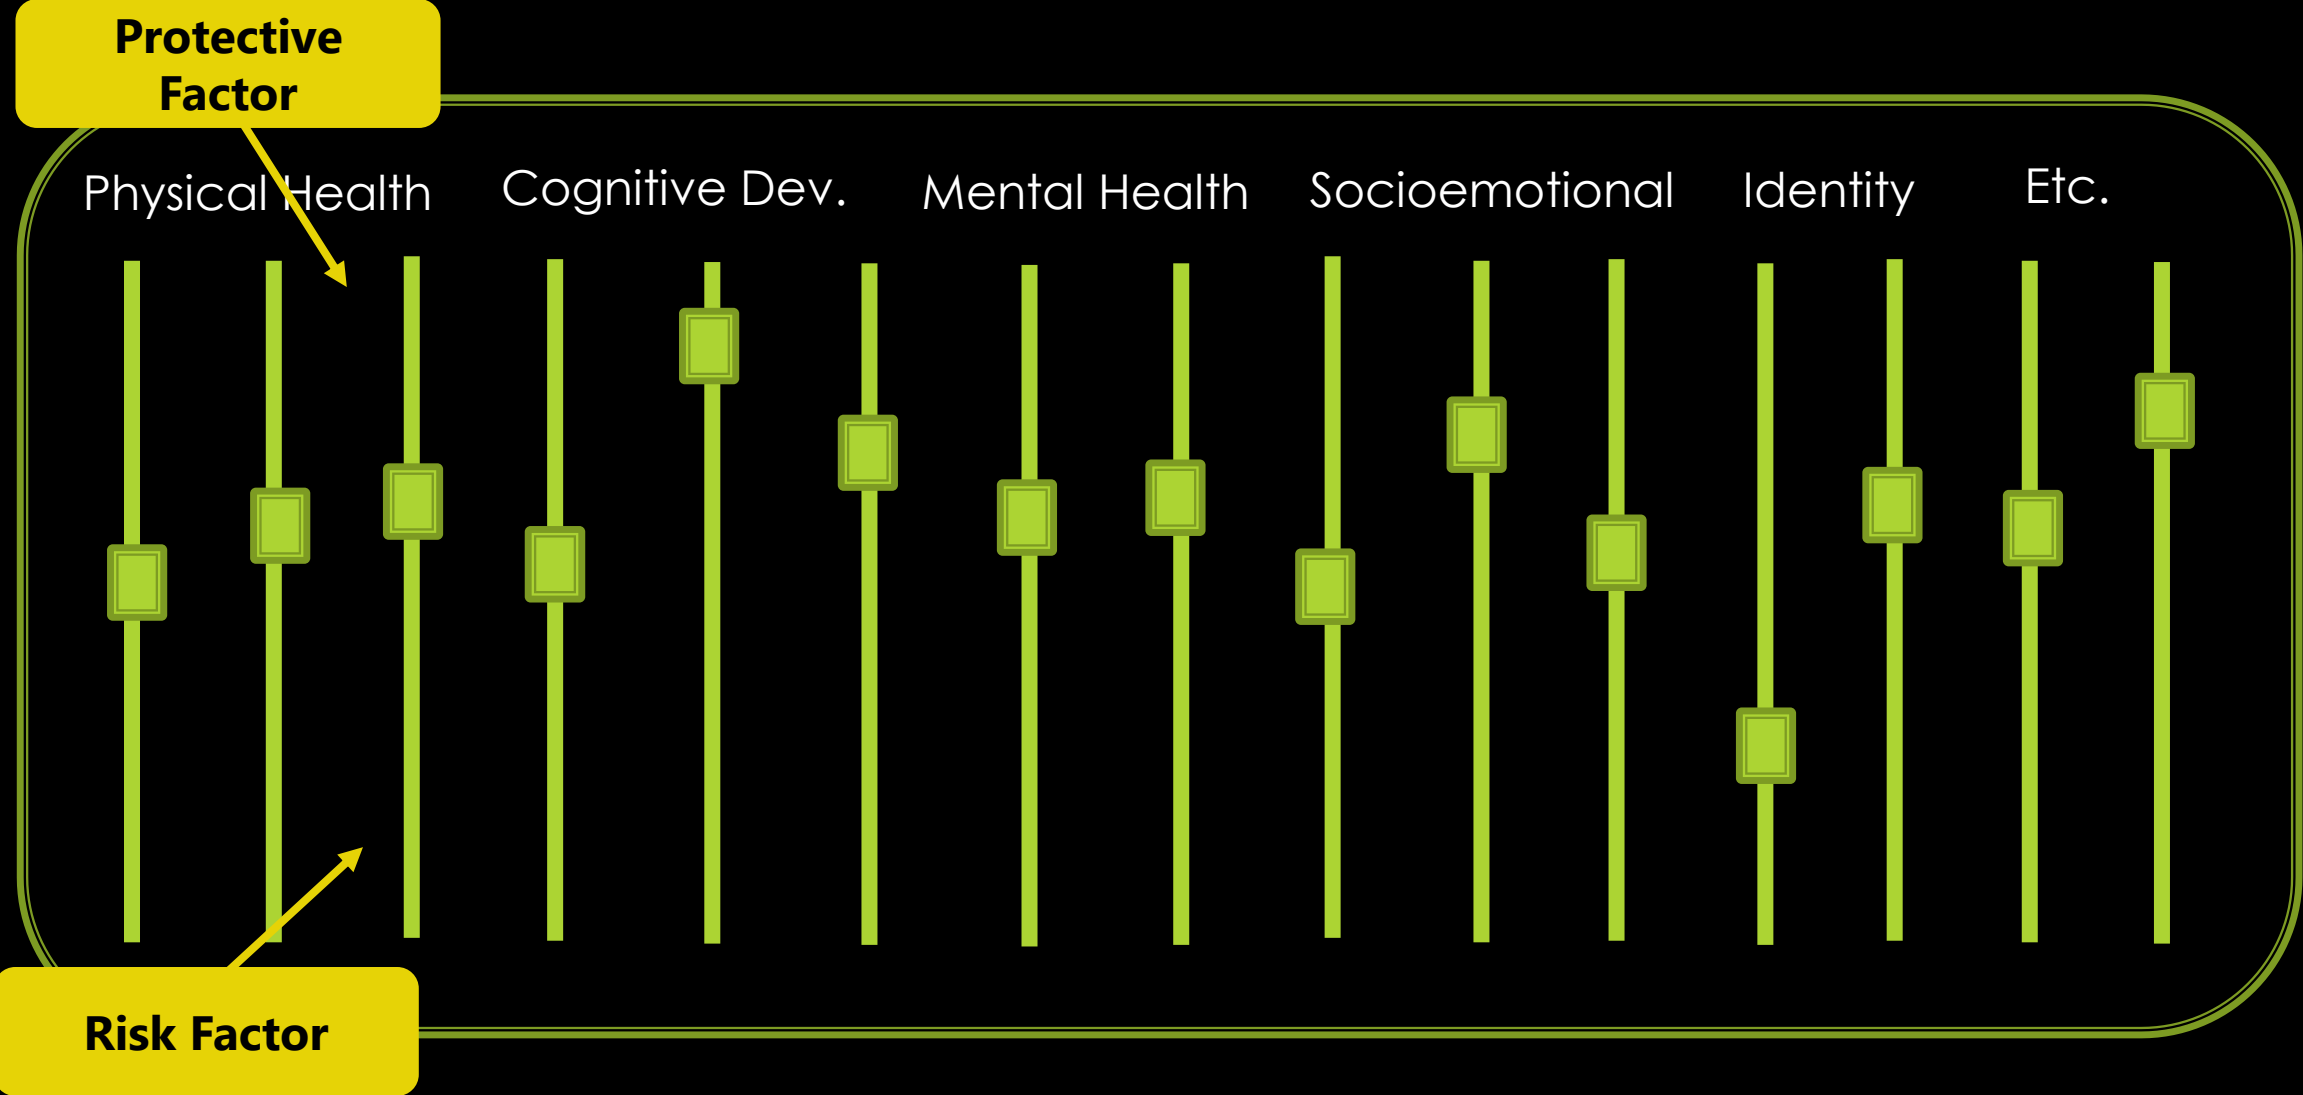 Protective
Factor
Physical Health
Cognitive Dev.
Mental Health
Socioemotional
Identity
Etc.
Risk Factor